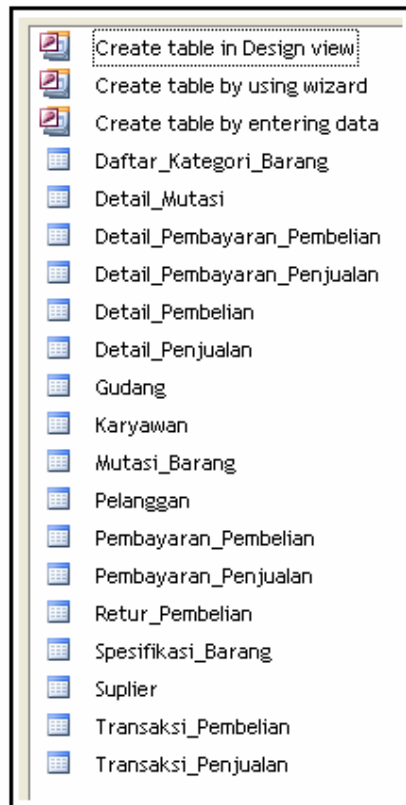 Create table in Design view
Create table by using wizard
Create table by entering data
Daftar_Kategori_Barang
Detail_Mutasi
Detail_Pembayaran_Pembelian
Detail_Pembayaran_Penjualan
Detail_Pembelian
Detail_Penjualan
Gudang
Karyawan
Mutasi_Barang
Pelanggan
Pembayaran_Pembelian
Pembayaran_Penjualan
Retur_Pembelian
Spesifikasi_Barang
Suplier
Transaksi_Pembelian
Transaksi_Penjualan